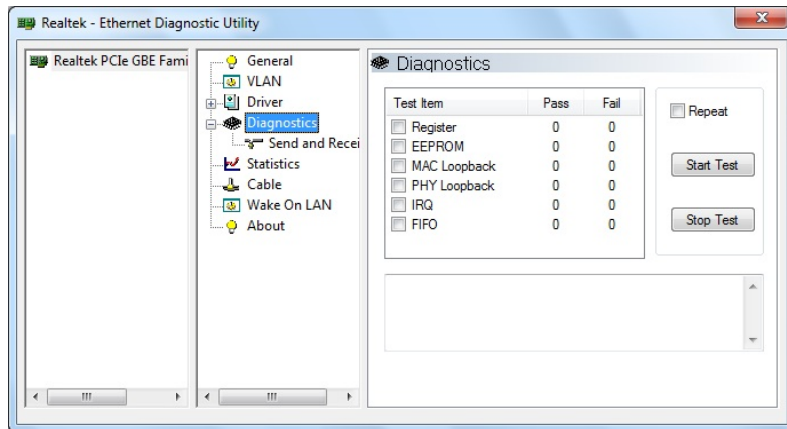 Realtek - Ethernet Diagnostic Utility
x
Realtek PCIe GBE Fami
General
VLAN
Driver
Diagnostics
Send and Recei
Statistics
Cable
Wake On LAN
About
Diagnostics
Test Item Pass Fail
Register 0 0
EEPROM 0 0
MAC Loopback 0 0
PHY Loopback 0 0
IRQ 0 0
FIFO 0 0
Repeat
Start Test
Stop Test